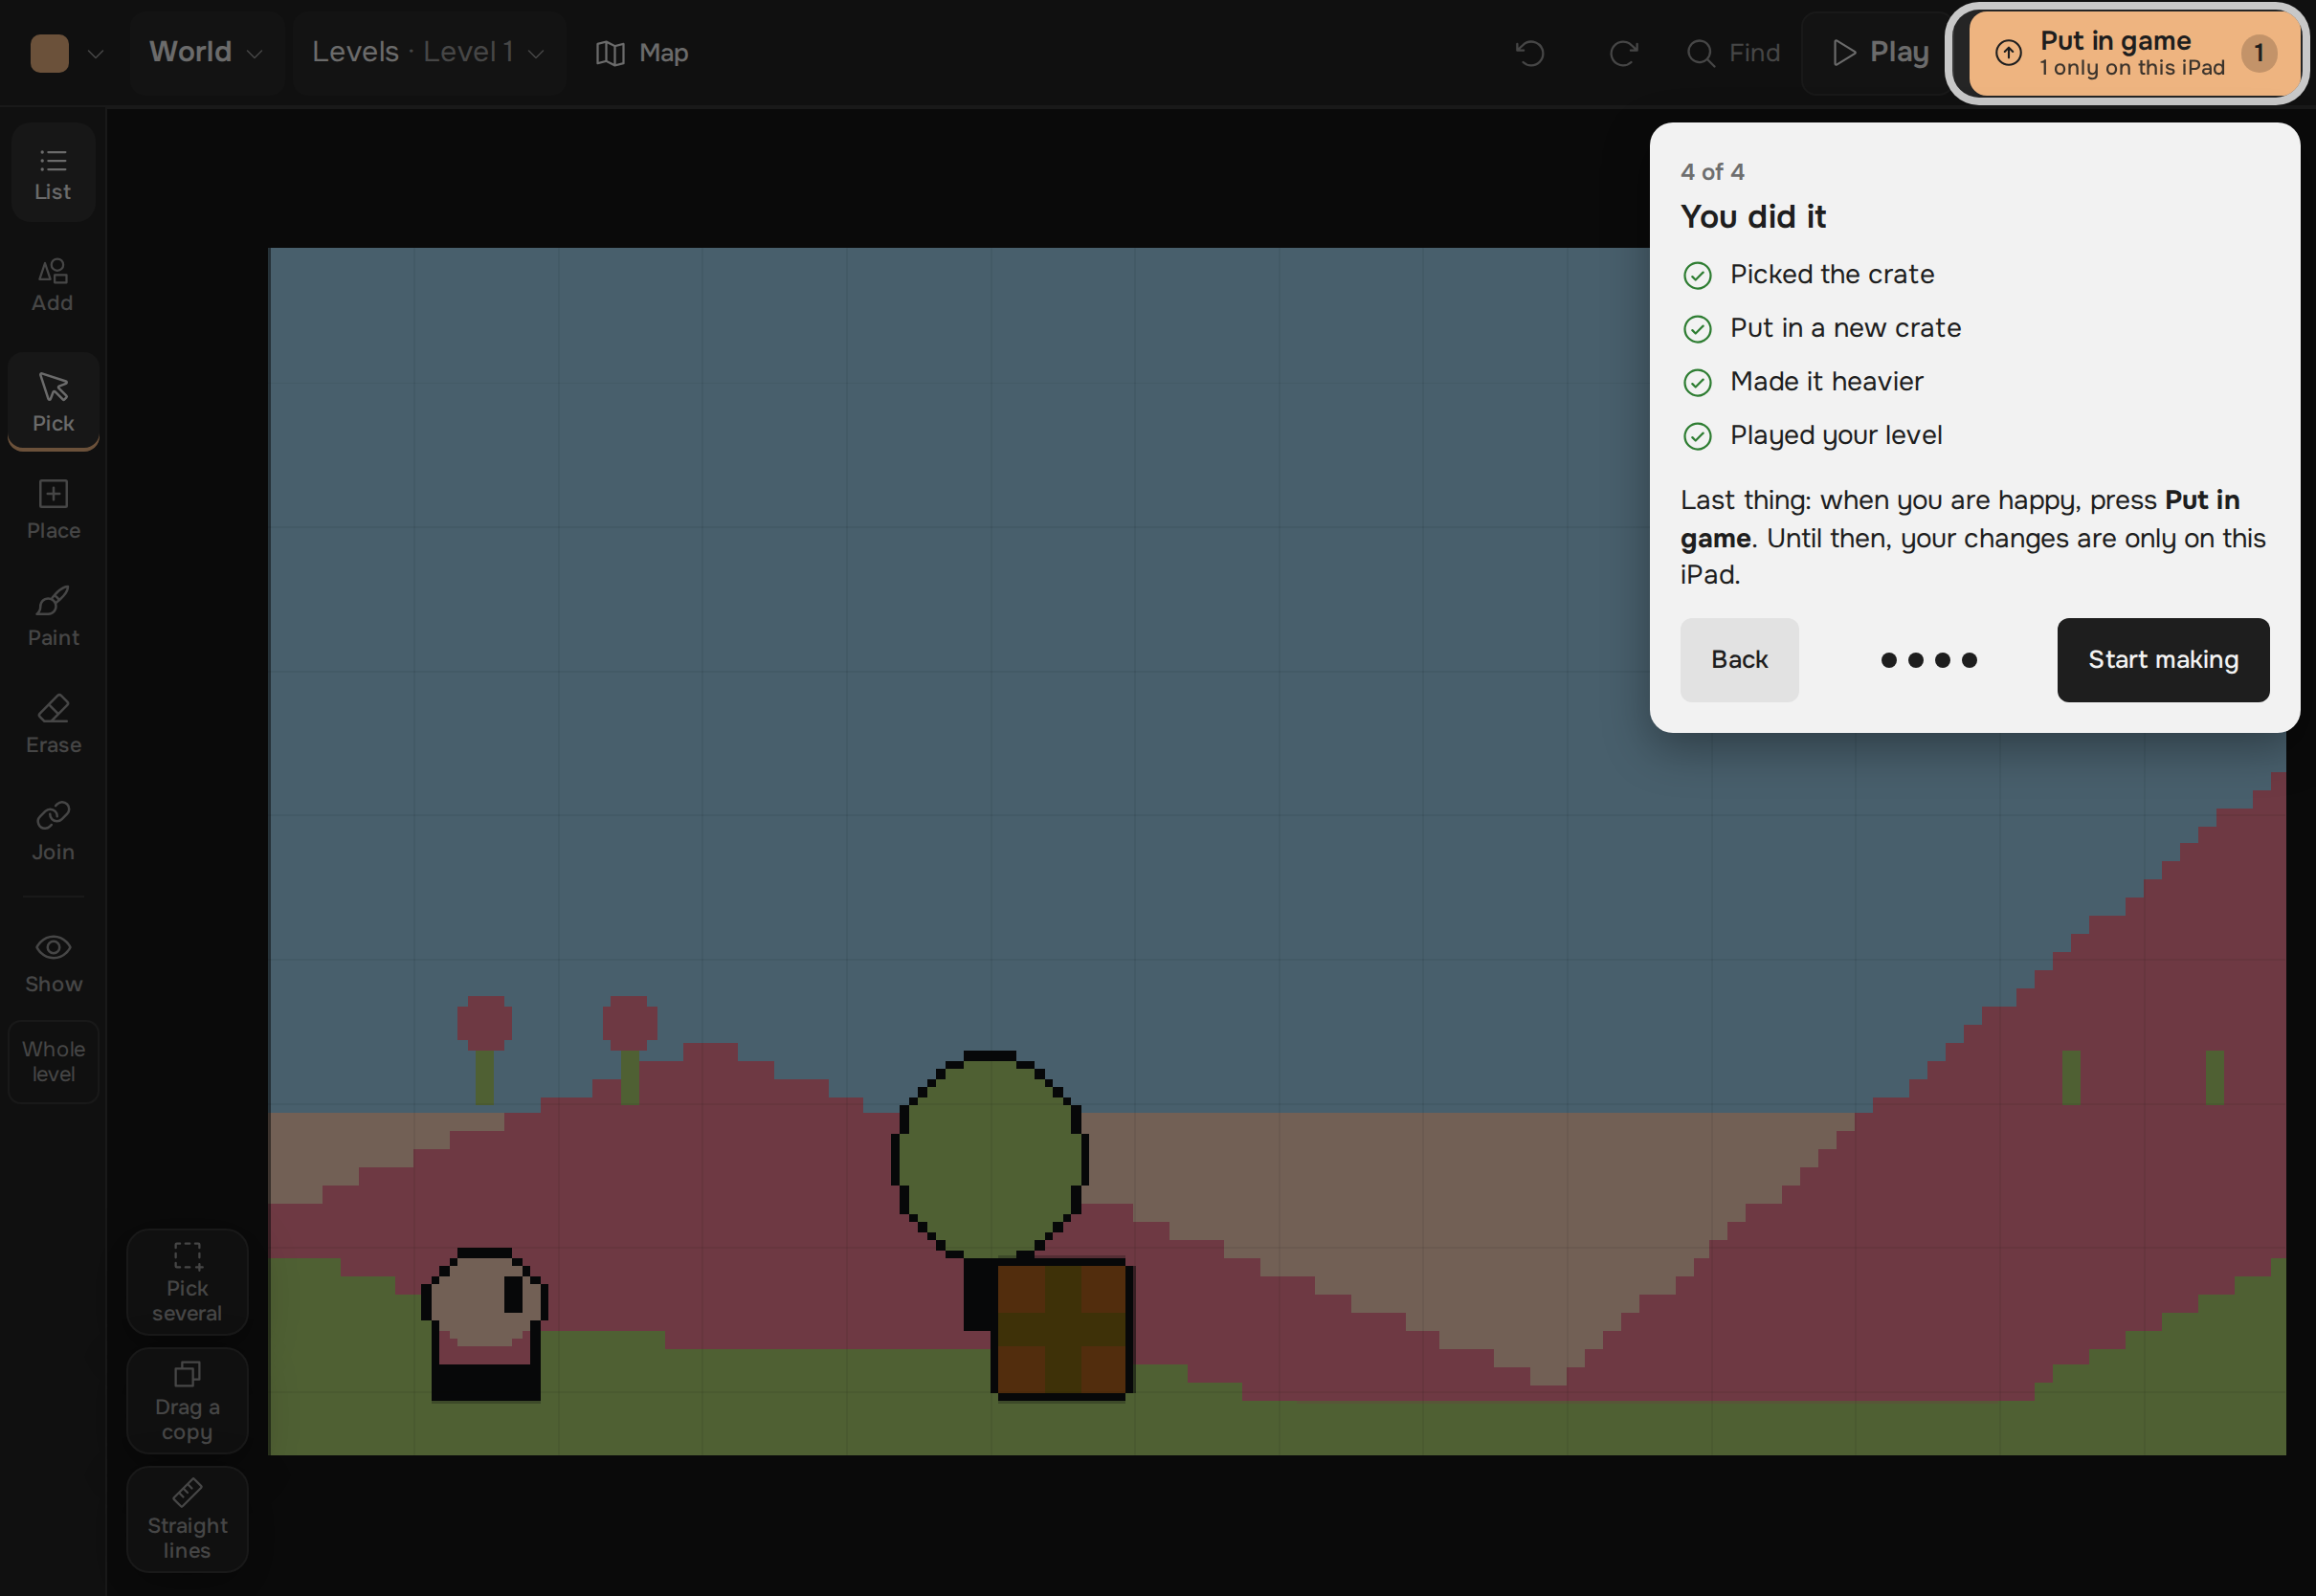 World
Levels · Level 1
Map
Find
Play
Put in game
1 only on this iPad
1
List
Add
Pick
Place
Paint
Erase
Join
Show
Whole
level
Pick
several
Drag a
copy
Straight
lines
4 of 4
You did it
Picked the crate
Put in a new crate
Made it heavier
Played your level
Last thing: when you are happy, press Put in
game. Until then, your changes are only on this
iPad.
Back
Start making